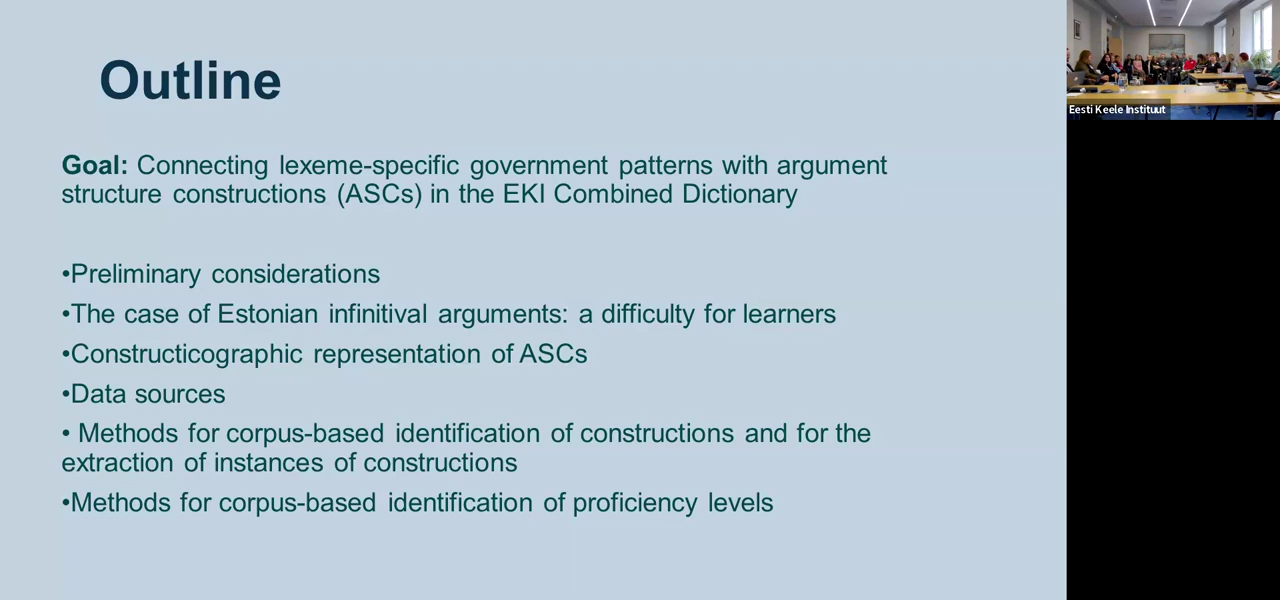 Outline
Goal: Connecting lexeme-specific government patterns with argument
structure constructions (ASCs) in the EKI Combined Dictionary
•Preliminary considerations
•The case of Estonian infinitival arguments: a difficulty for learners
•Constructicographic representation of ASCs
•Data sources
• Methods for corpus-based identification of constructions and for the
extraction of instances of constructions
•Methods for corpus-based identification of proficiency levels
Eesti Keele Instituut